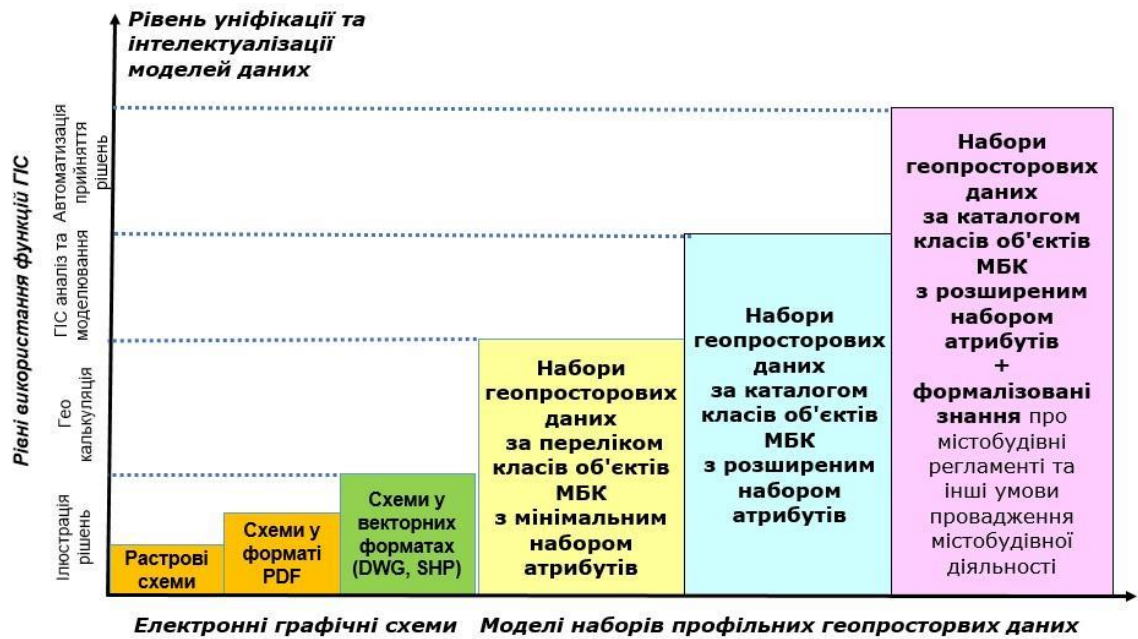 Рівень уніфікації та
інтелектуалізації
моделей даних
Рівні використання функцій ГІС
Автоматизація
прийняття
рішень
ГІС аналіз та
моделювання
Гео
калькуляція
Ілюстрація
рішень
Растрові
схеми
Схеми у
форматі
PDF
Схеми у
векторних
форматах
(DWG, SHP)
Набори
геопросторових
даних
за переліком
класів об'єктів
МБК
з мінімальним
набором
атрибутів
Набори
геопросторових
даних
за каталогом
класів об'єктів
МБК
з розширеним
набором
атрибутів
Набори
геопросторових
даних
за каталогом
класів об'єктів
МБК
з розширеним
набором
атрибутів
+
формалізовані
знання про
містобудівні
регламенті та
інші умови
провадження
містобудівної
діяльності
Електронні графічні схеми
Моделі наборів профільних геопросрвих даних